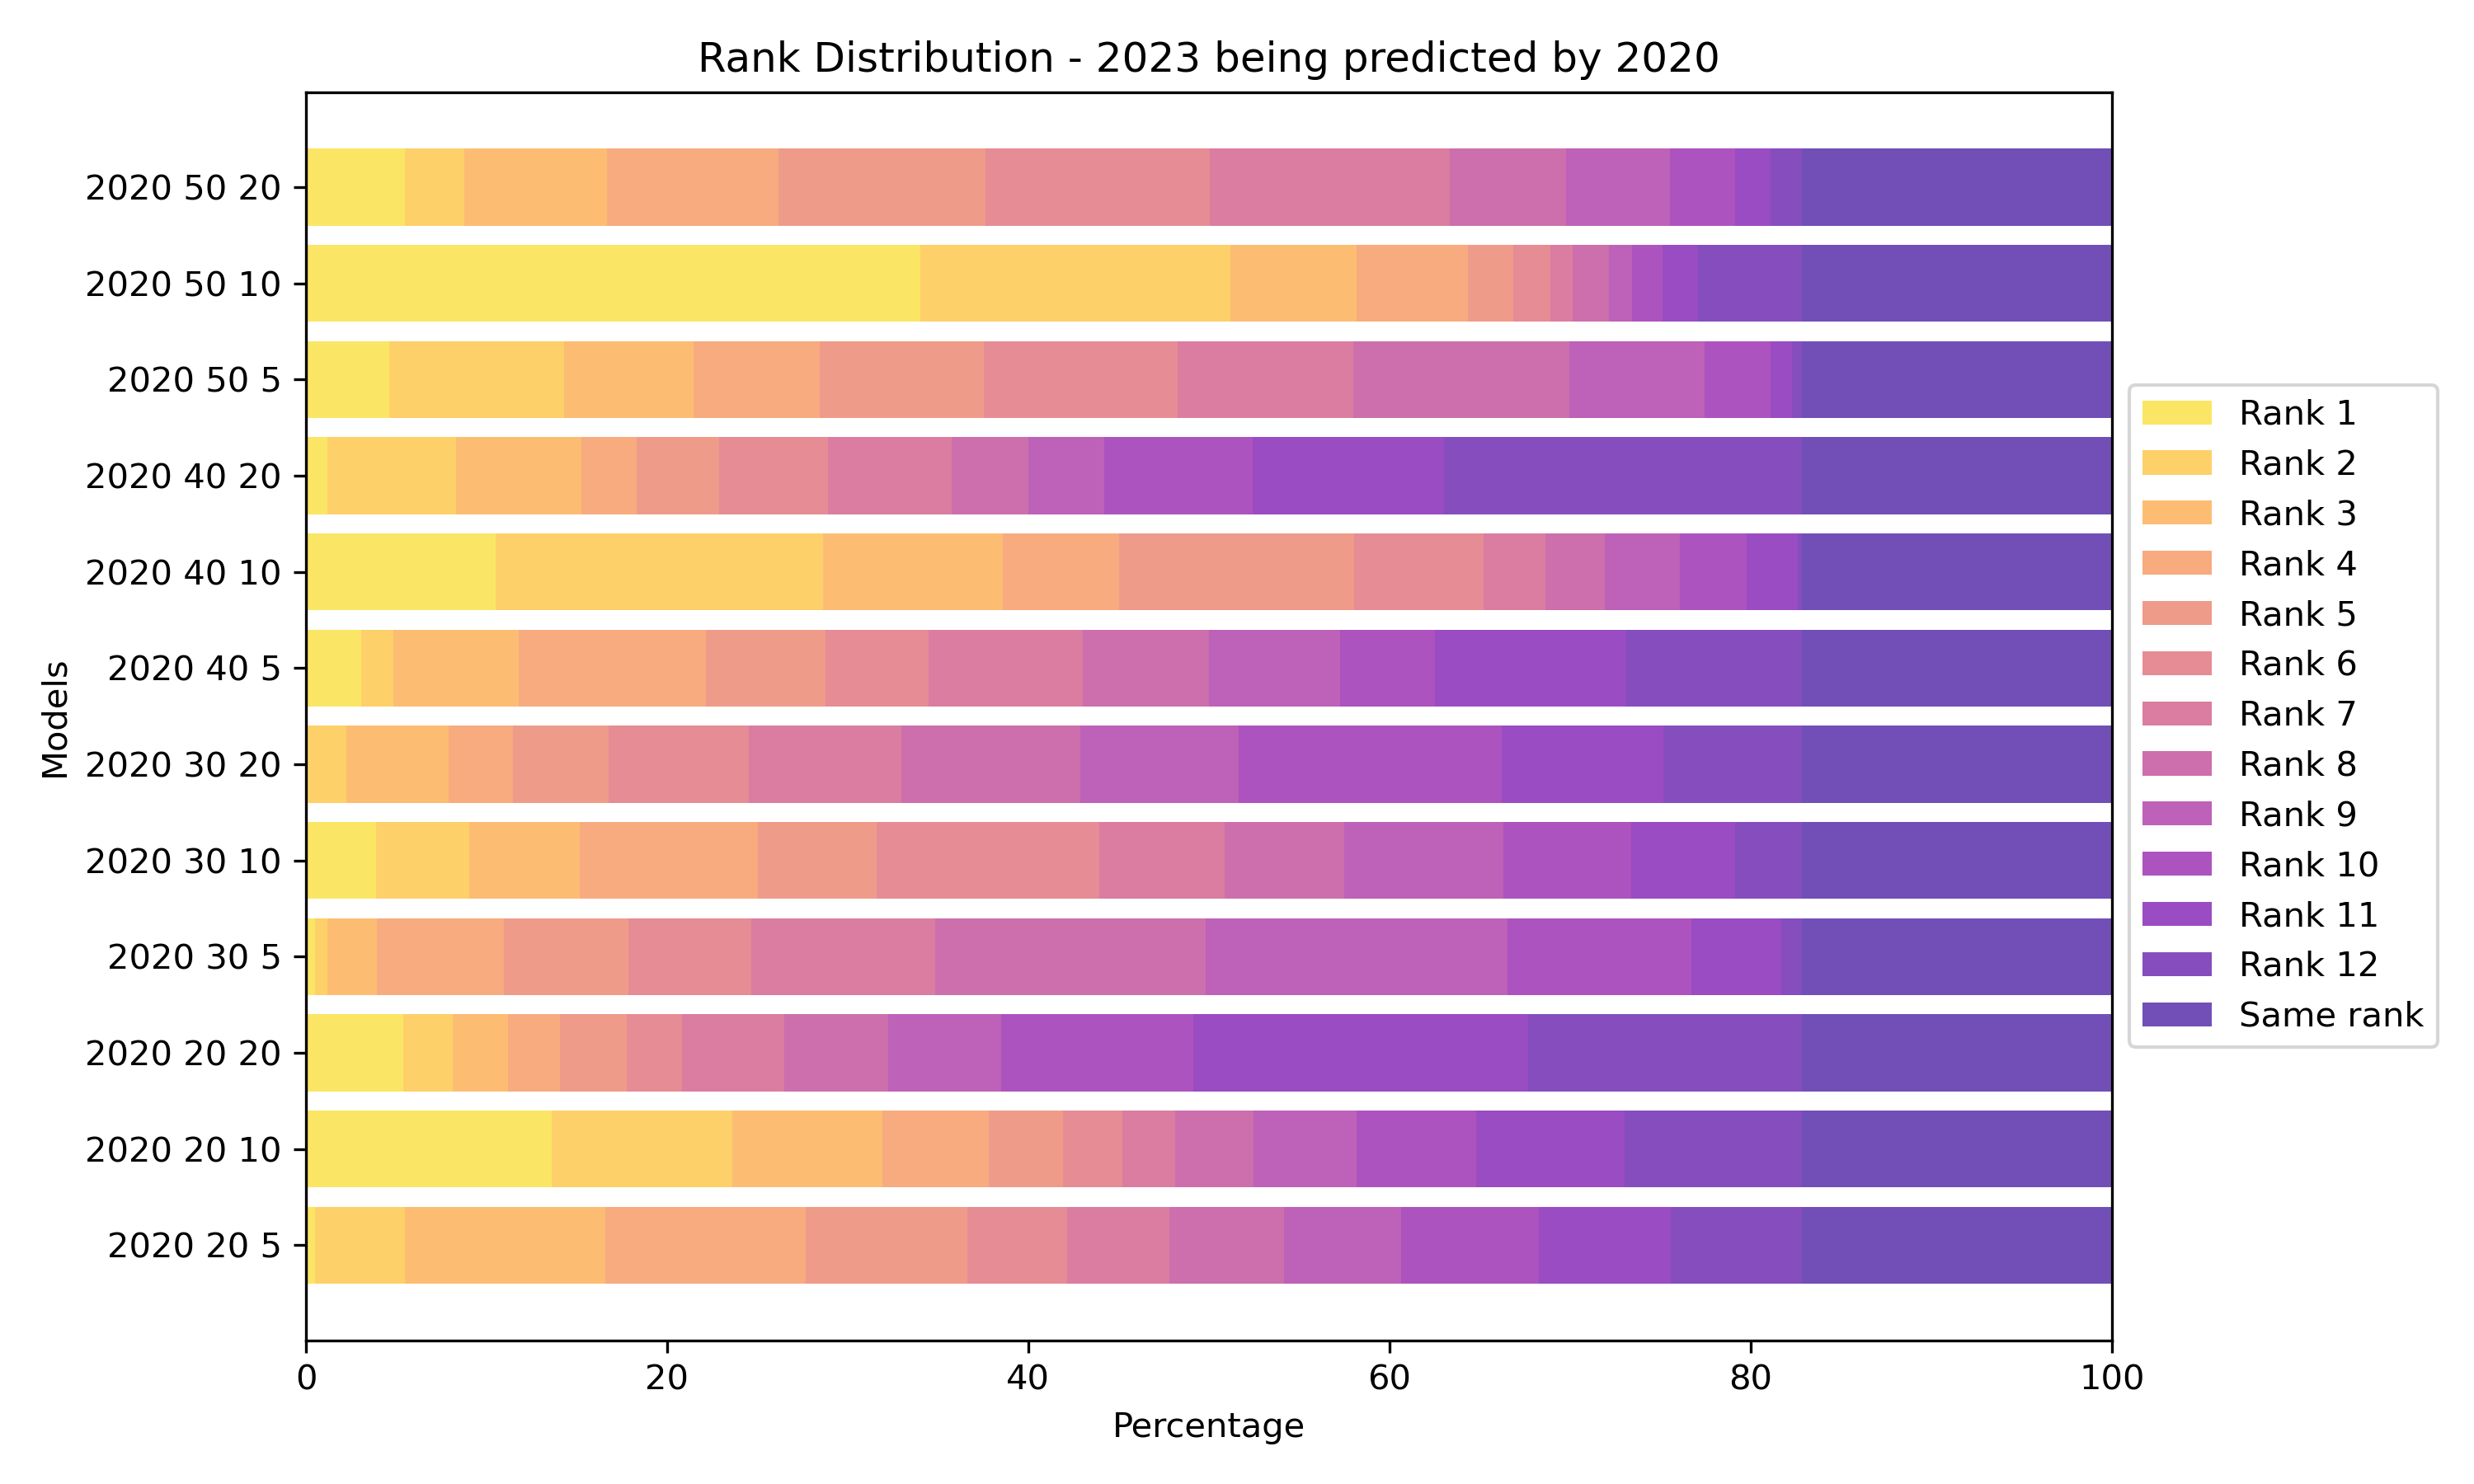 Rank Distribution - 2023 being predicted by 2020
Models
2020 50 20
2020 50 10
2020 50 5
2020 40 20
2020 40 10
2020 40 5
2020 30 20
2020 30 10
2020 30 5
2020 20 20
2020 20 10
2020 20 5
0 20 40 60 80 100
Percentage
Rank 1
Rank 2
Rank 3
Rank 4
Rank 5
Rank 6
Rank 7
Rank 8
Rank 9
Rank 10
Rank 11
Rank 12
Same rank